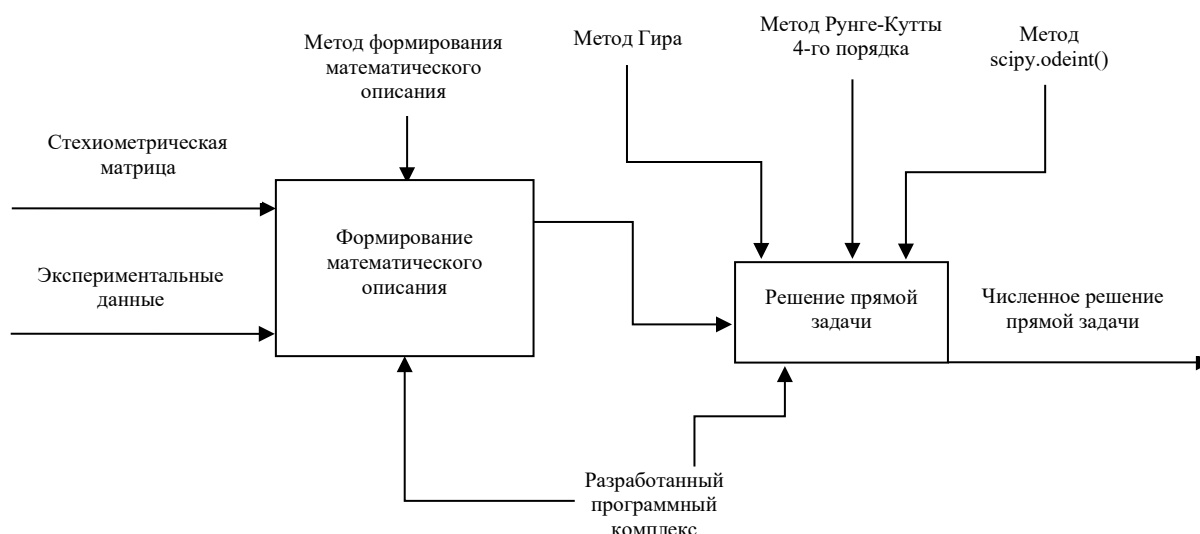 Метод формирования
математического
описания
Метод Гира
Метод Рунге-Кутты
4-го порядка
Метод
scipy.odeint()
Стехиометрическая
матрица
Экспериментальные
данные
Формирование
математического
описания
Решение прямой
задачи
Численное решение
прямой задачи
Разработанный
программный
комплекс